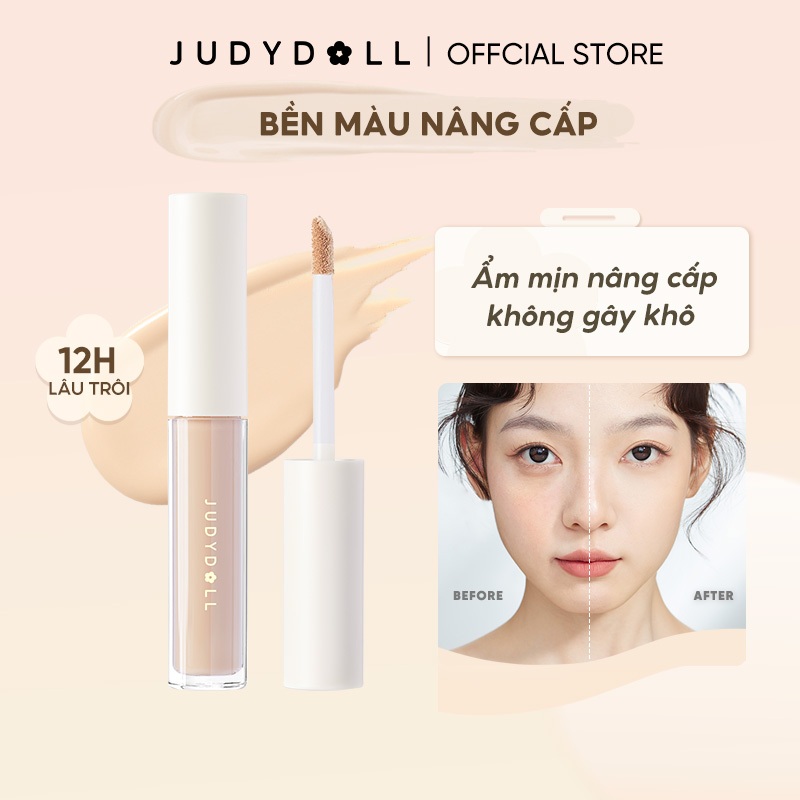 JUDYDOLL | OFFCIAL STORE
BỀN MÀU NÂNG CẤP
Ẩm mịn nâng cấp
không gây khô
12H
LÂU TRÔI
JUDYDOLL
BEFORE
AFTER